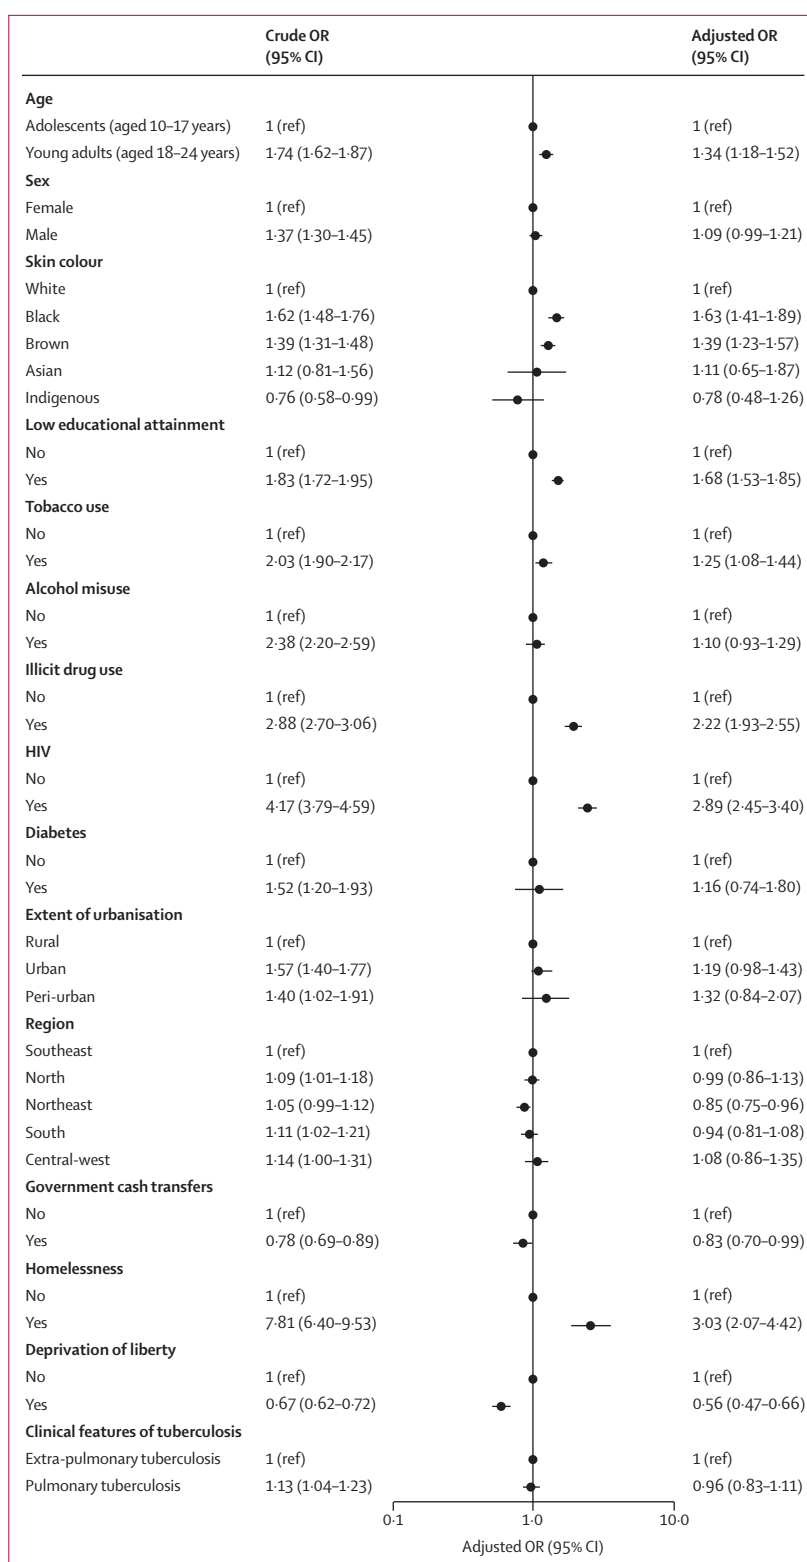 Crude OR
(95% CI)
Adjusted OR
(95% CI)
Age
Adolescents (aged 10–17 years) 1 (ref) 1 (ref)
Young adults (aged 18–24 years) 1·74 (1·62–1·87) 1·34 (1·18–1·52)
Sex
Female 1 (ref) 1 (ref)
Male 1·37 (1·30–1·45) 1·09 (0·99–1·21)
Skin colour
White 1 (ref) 1 (ref)
Black 1·62 (1·48–1·76) 1·63 (1·41–1·89)
Brown 1·39 (1·31–1·48) 1·39 (1·23–1·57)
Asian 1·12 (0·81–1·56) 1·11 (0·65–1·87)
Indigenous 0·76 (0·58–0·99) 0·78 (0·48–1·26)
Low educational attainment
No 1 (ref) 1 (ref)
Yes 1·83 (1·72–1·95) 1·68 (1·53–1·85)
Tobacco use
No 1 (ref) 1 (ref)
Yes 2·03 (1·90–2·17) 1·25 (1·08–1·44)
Alcohol misuse
No 1 (ref) 1 (ref)
Yes 2·38 (2·20–2·59) 1·10 (0·93–1·29)
Illicit drug use
No 1 (ref) 1 (ref)
Yes 2·88 (2·70–3·06) 2·22 (1·93–2·55)
HIV
No 1 (ref) 1 (ref)
Yes 4·17 (3·79–4·59) 2·89 (2·45–3·40)
Diabetes
No 1 (ref) 1 (ref)
Yes 1·52 (1·20–1·93) 1·16 (0·74–1·80)
Extent of urbanisation
Rural 1 (ref) 1 (ref)
Urban 1·57 (1·40–1·77) 1·19 (0·98–1·43)
Peri-urban 1·40 (1·02–1·91) 1·32 (0·84–2·07)
Region
Southeast 1 (ref) 1 (ref)
North 1·09 (1·01–1·18) 0·99 (0·86–1·13)
Northeast 1·05 (0·99–1·12) 0·85 (0·75–0·96)
South 1·11 (1·02–1·21) 0·94 (0·81–1·08)
Central-west 1·14 (1·00–1·31) 1·08 (0·86–1·35)
Government cash transfers
No 1 (ref) 1 (ref)
Yes 0·78 (0·69–0·89) 0·83 (0·70–0·99)
Homelessness
No 1 (ref) 1 (ref)
Yes 7·81 (6·40–9·53) 3·03 (2·07–4·42)
Deprivation of liberty
No 1 (ref) 1 (ref)
Yes 0·67 (0·62–0·72) 0·56 (0·47–0·66)
Clinical features of tuberculosis
Extra-pulmonary tuberculosis 1 (ref) 1 (ref)
Pulmonary tuberculosis 1·13 (1·04–1·23) 0·96 (0·83–1·11)
0·1 1·0 10·0
Adjusted OR (95% CI)